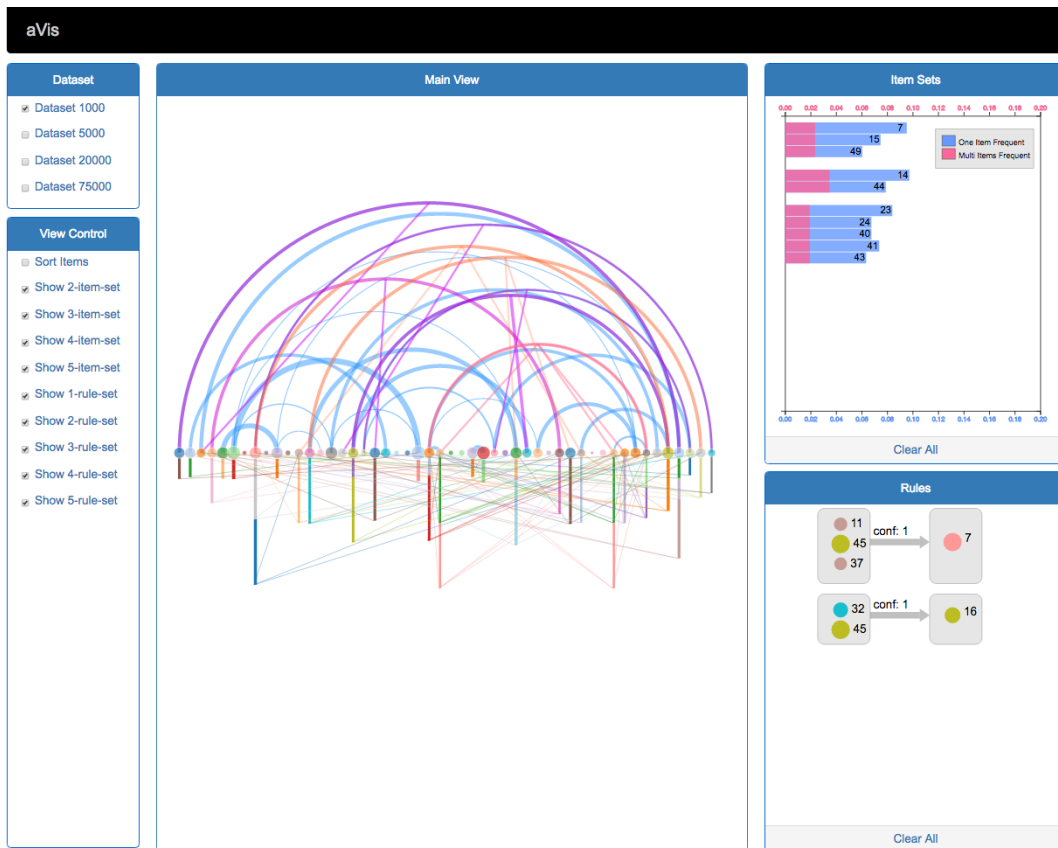 aVis
Dataset
Dataset 1000
Dataset 5000
Dataset 20000
Dataset 75000
View Control
Sort Items
Show 2-item-set
Show 3-item-set
Show 4-item-set
Show 5-item-set
Show 1-rule-set
Show 2-rule-set
Show 3-rule-set
Show 4-rule-set
Show 5-rule-set
Main View
Item Sets
0.00 0.02 0.04 0.06 0.08 0.10 0.12 0.14 0.16 0.18 0.20
7
15
49
14
44
23
24
40
41
43
One Item Frequent
Multi Items Frequent
0.00 0.02 0.04 0.06 0.08 0.10 0.12 0.14 0.16 0.18 0.20
Clear All
Rules
11
45
37
conf: 1
7
32
45
conf: 1
16
Clear All